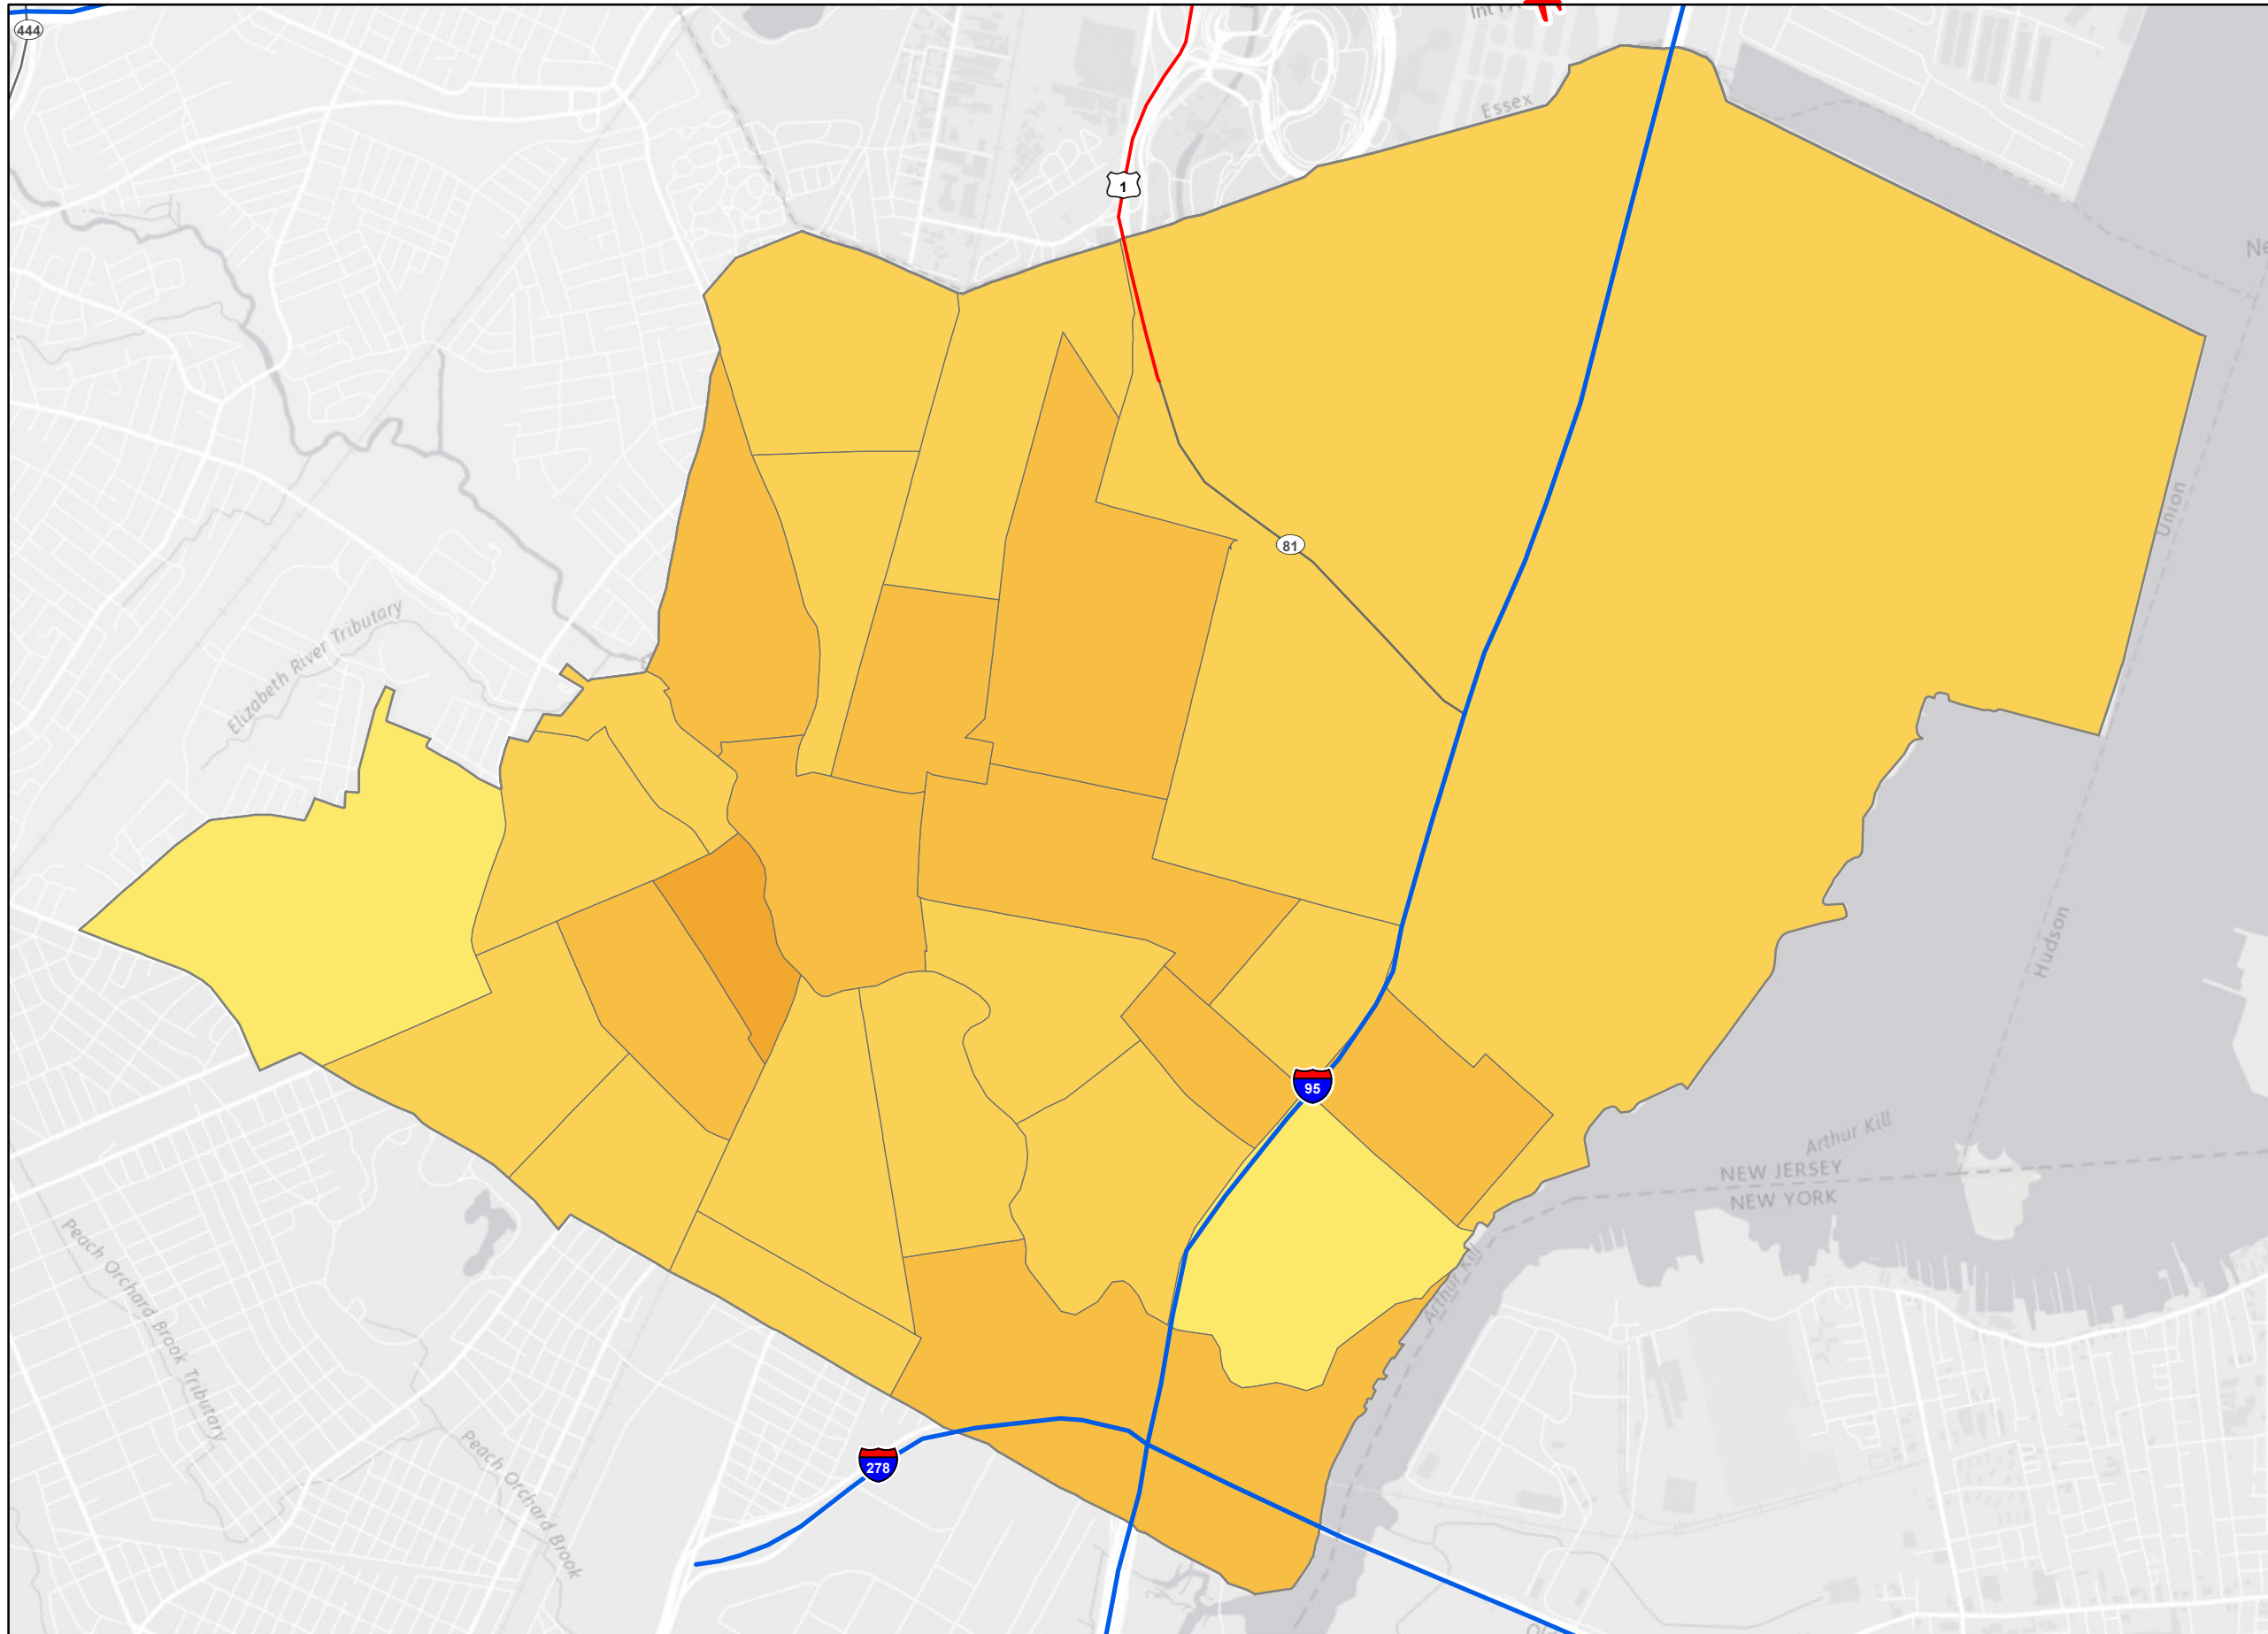 444
Int'l A
Essex
1
Ne
Union
81
Elizabeth River Tributary
Hudson
95
Arthur Kill
NEW JERSEY
NEW YORK
Arthur Kill
Peach Orchard Brook Tributary
Peach Orchard Brook
278